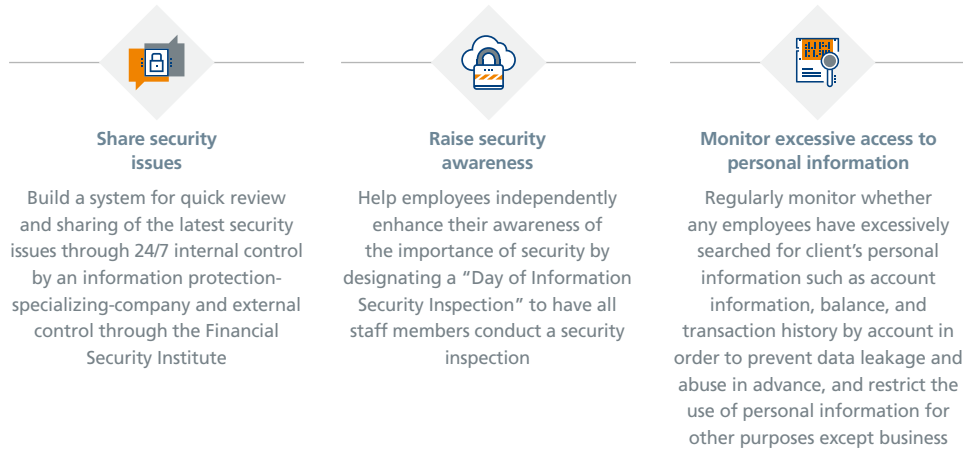 Share security
issues
Build a system for quick review
and sharing of the latest security
issues through 24/7 internal control
by an information protection-
specializing-company and external
control through the Financial
Security Institute
Raise security
awareness
Help employees independently
enhance their awareness of
the importance of security by
designating a “Day of Information
Security Inspection” to have all
staff members conduct a security
inspection
Monitor excessive access to
personal information
Regularly monitor whether
any employees have excessively
searched for client’s personal
information such as account
information, balance, and
transaction history by account in
order to prevent data leakage and
abuse in advance, and restrict the
use of personal information for
other purposes except business